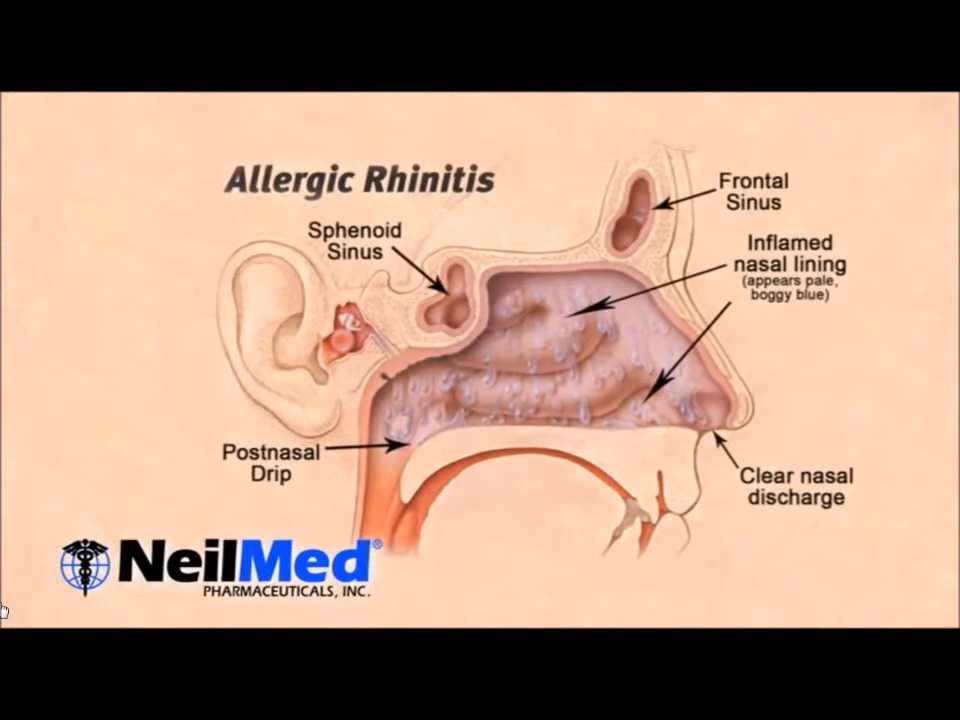 Allergic Rhinitis
Frontal
Sinus
Sphenoid
Sinus
Inflamed
nasal lining
(appears pale,
boggy blue)
Postnasal
Drip
Clear nasal
discharge
NeilMed®
PHARMACEUTICALS, INC.